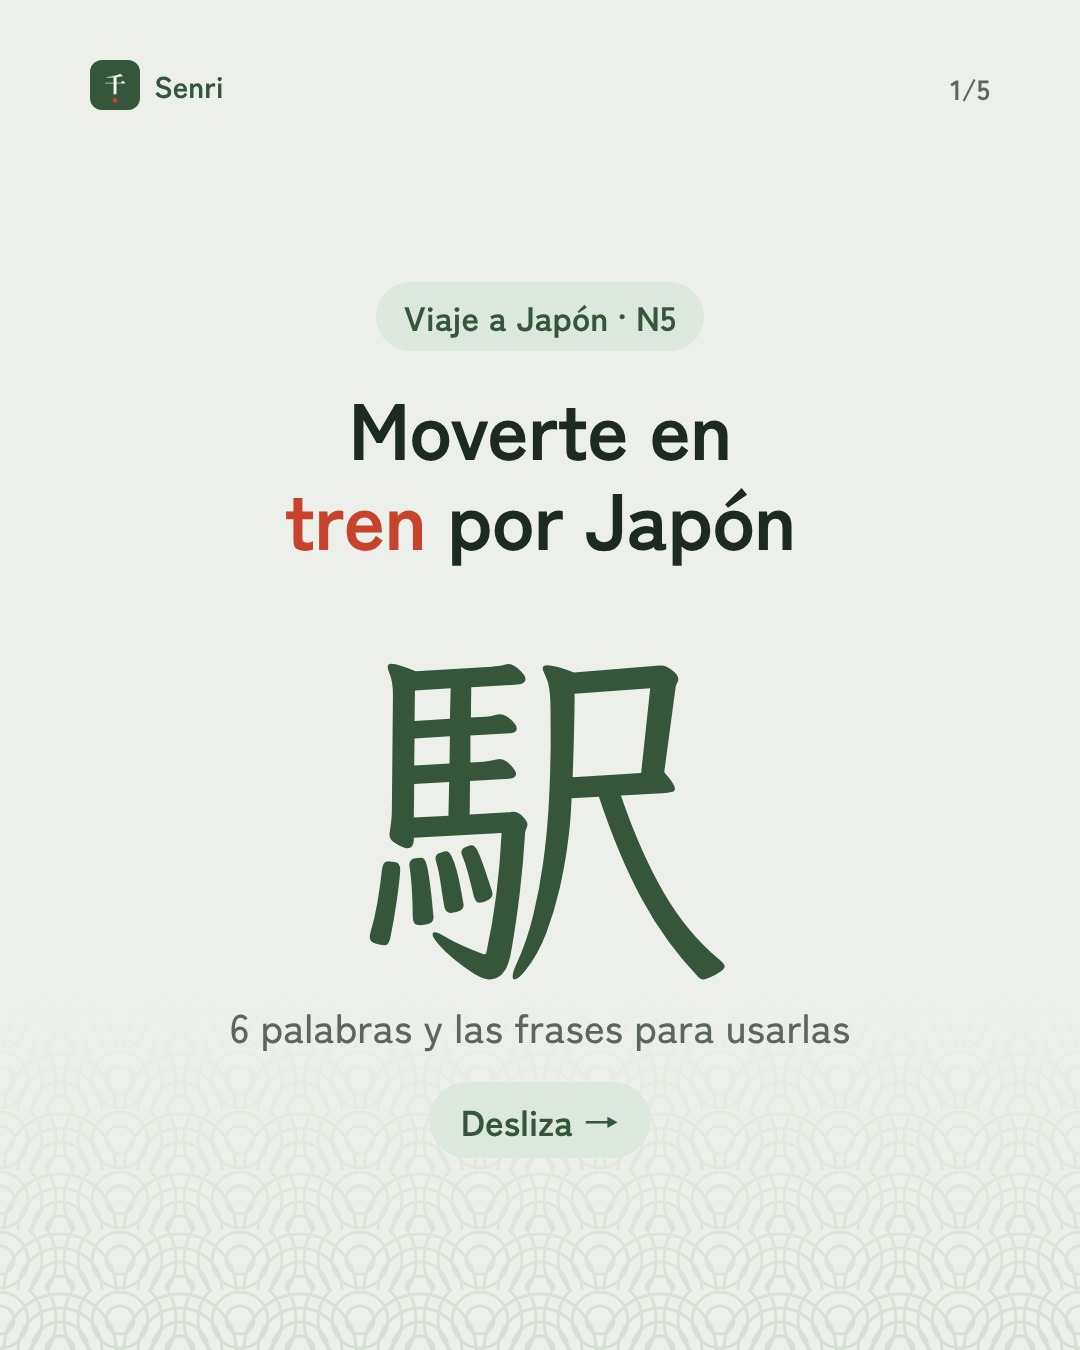 千 Senri
1/5
Viaje a Japón · N5
Moverte en
tren por Japón
駅
6 palabras y las frases para usarlas
Desliza →